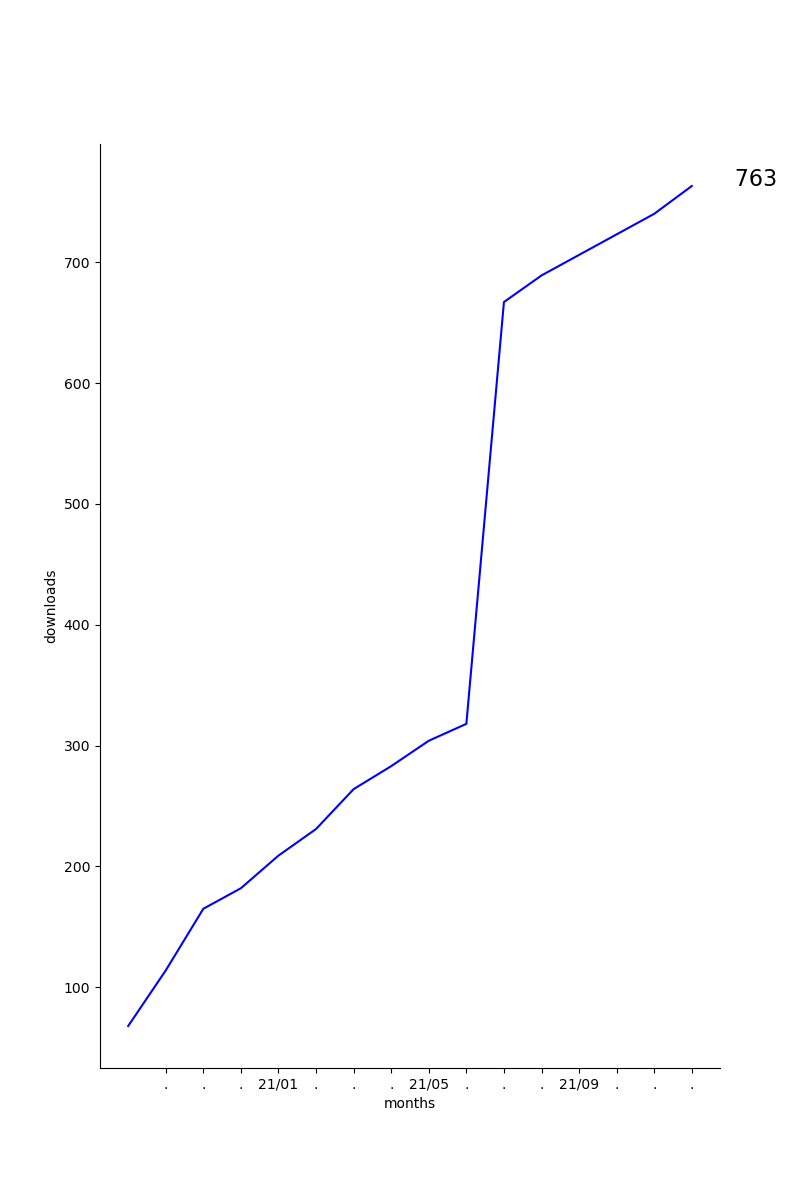 763
700
600
500
400
300
200
100
downloads
. . . 21/01 . . . 21/05 . . . 21/09 . . .
months